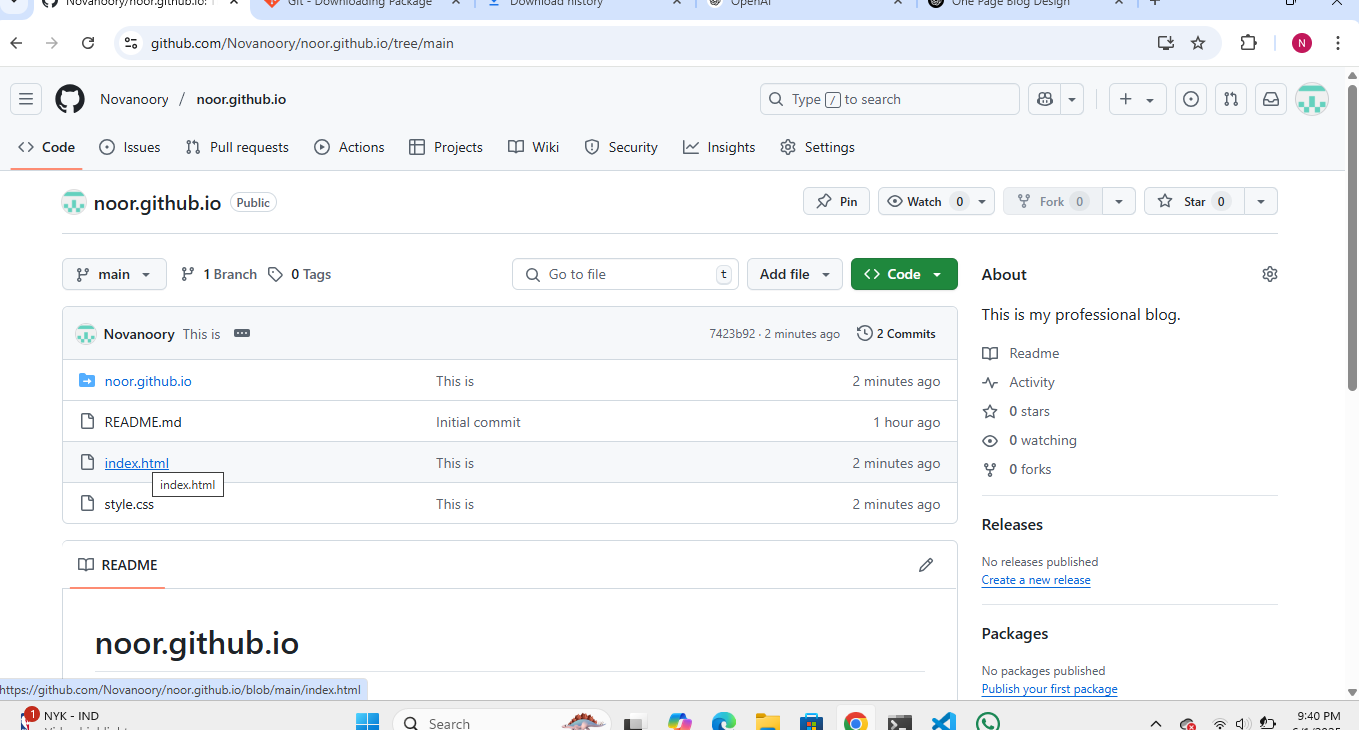 Novanoory/noor.github.io: T
Git - Downloading Package
Download history
OpenAI
One Page Blog Design
github.com/Novanoory/noor.github.io/tree/main
N
Novanoory / noor.github.io
Type / to search
Code
Issues
Pull requests
Actions
Projects
Wiki
Security
Insights
Settings
noor.github.io
Public
Pin
Watch 0
Fork 0
Star 0
main
1 Branch
0 Tags
Go to file
t
Add file
Code
Novanoory This is
7423b92 · 2 minutes ago
2 Commits
noor.github.io
This is
2 minutes ago
README.md
Initial commit
1 hour ago
index.html
This is
2 minutes ago
index.html
style.css
This is
2 minutes ago
README
noor.github.io
About
This is my professional blog.
Readme
Activity
0 stars
0 watching
0 forks
Releases
No releases published
Create a new release
Packages
No packages published
Publish your first package
https://github.com/Novanoory/noor.github.io/blob/main/index.html
1
NYK - IND
Search
9:40 PM